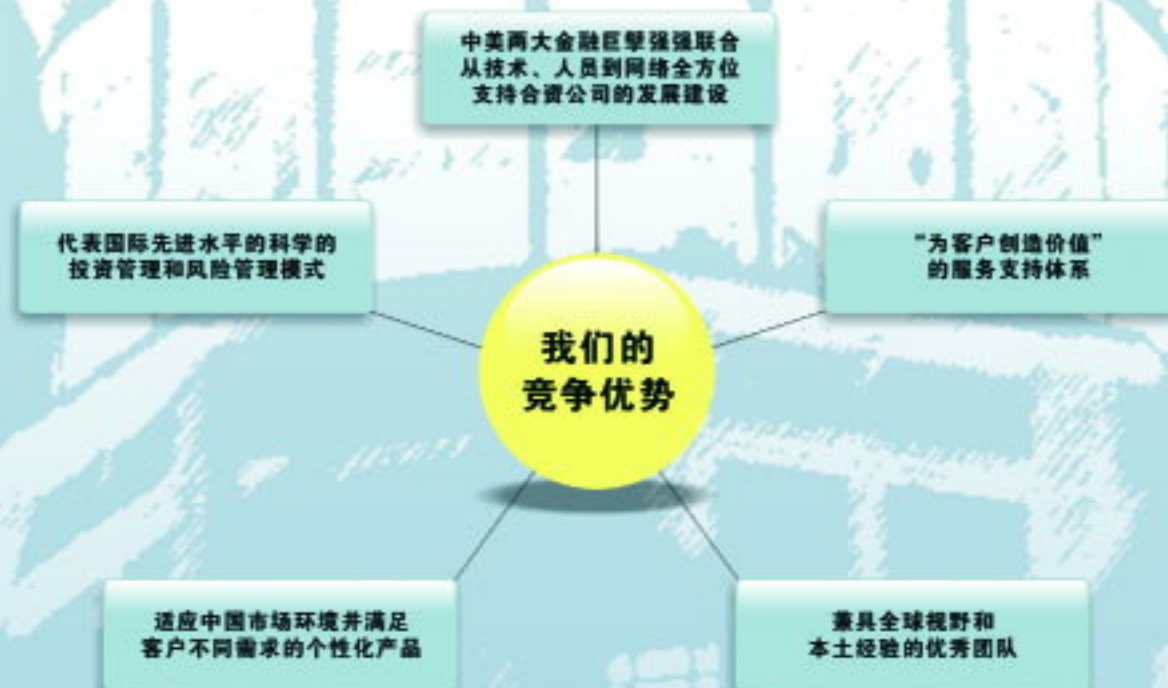 中美两大金融巨擘强强联合
从技术、人员到网络全方位
支持合资公司的发展建设
代表国际先进水平的科学的
投资管理和风险管理模式
“为客户创造价值”
的服务支持体系
我们的
竞争优势
适应中国市场环境并满足
客户不同需求的个性化产品
兼具全球视野和
本土经验的优秀团队